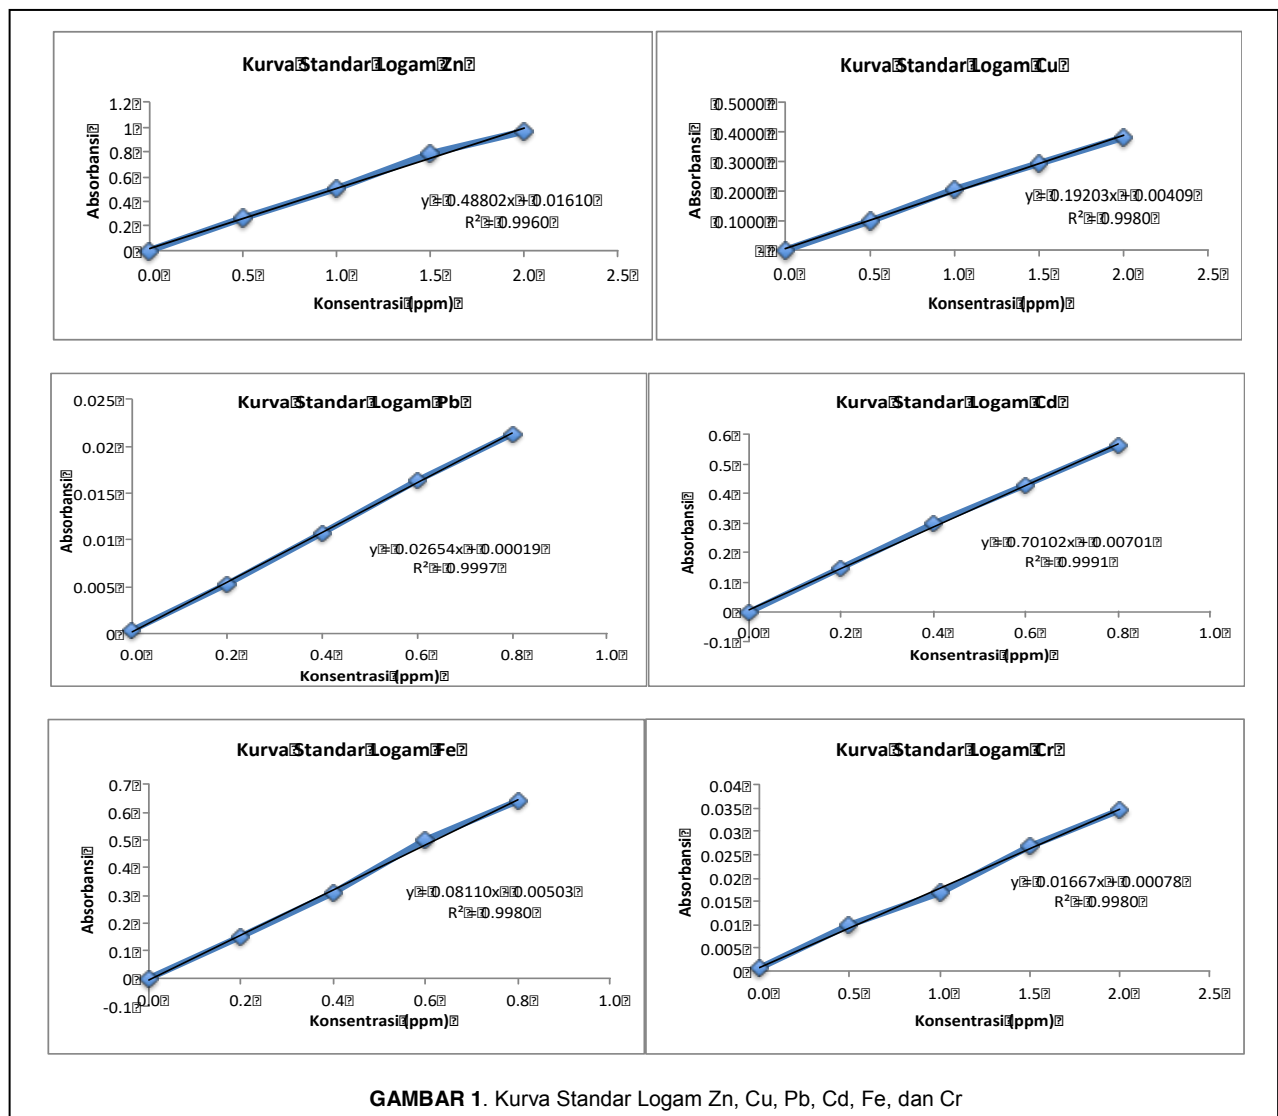 Kurva Standar Logam Zn
1.2
1
0.8
0.6
0.4
0.2
0
Absorbansi
y = 0.48802x + 0.01610
R² = 0.9960
0.0 0.5 1.0 1.5 2.0 2.5
Konsentrasi (ppm)
Kurva Standar Logam Cu
0.5000
0.4000
0.3000
0.2000
0.1000
ABsorbansi
y = 0.19203x + 0.00409
R² = 0.9980
0.0 0.5 1.0 1.5 2.0 2.5
Konsentrasi (ppm)
Kurva Standar Logam Pb
0.025
0.02
0.015
0.01
0.005
0
Absorbansi
y = 0.02654x + 0.00019
R² = 0.9997
0.0 0.2 0.4 0.6 0.8 1.0
Konsentrasi (ppm)
Kurva Standar Logam Cd
0.6
0.5
0.4
0.3
0.2
0.1
0
-0.1
Absorbansi
y = 0.70102x + 0.00701
R² = 0.9991
0.0 0.2 0.4 0.6 0.8 1.0
Konsentrasi (ppm)
Kurva Standar Logam Fe
0.7
0.6
0.5
0.4
0.3
0.2
0.1
0
-0.1
Absorbansi
y = 0.08110x 0.00503
R² = 0.9980
0.0 0.2 0.4 0.6 0.8 1.0
Konsentrasi (ppm)
Kurva Standar Logam Cr
0.04
0.035
0.03
0.025
0.02
0.015
0.01
0.005
0
Absorbansi
y = 0.01667x + 0.00078
R² = 0.9980
0.0 0.5 1.0 1.5 2.0 2.5
Konsentrasi (ppm)
GAMBAR 1. Kurva Standar Logam Zn, Cu, Pb, Cd, Fe, dan Cr